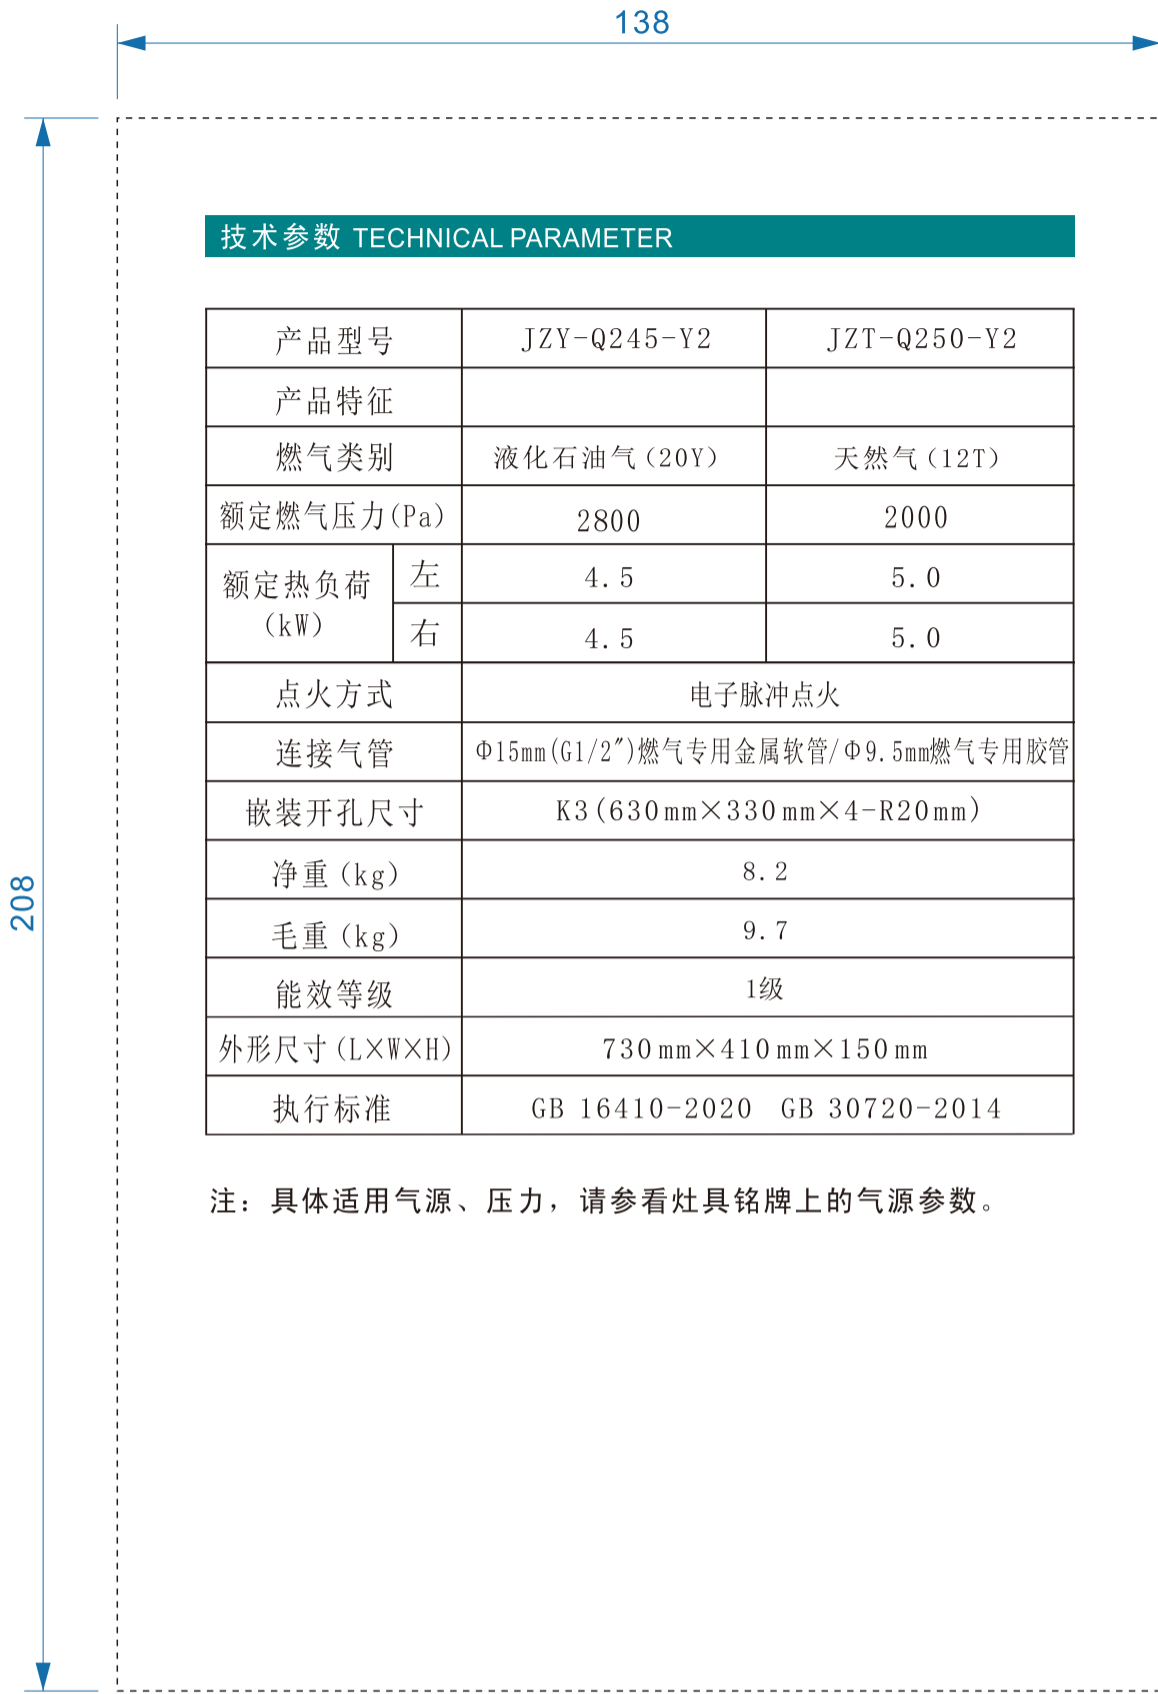 138
208
技术参数 TECHNICAL PARAMETER
产品型号 JZY-Q245-Y2 JZT-Q250-Y2
产品特征
燃气类别 液化石油气(20Y) 天然气(12T)
额定燃气压力(Pa) 2800 2000
额定热负荷(kW) 左 4.5 5.0
右 4.5 5.0
点火方式 电子脉冲点火
连接气管 Φ15mm(G1/2″)燃气专用金属软管/Φ9.5mm燃气专用胶管
嵌装开孔尺寸 K3(630mm×330mm×4-R20mm)
净重(kg) 8.2
毛重(kg) 9.7
能效等级 1级
外形尺寸(L×W×H) 730mm×410mm×150mm
执行标准 GB 16410-2020 GB 30720-2014
注：具体适用气源、压力，请参看灶具铭牌上的气源参数。